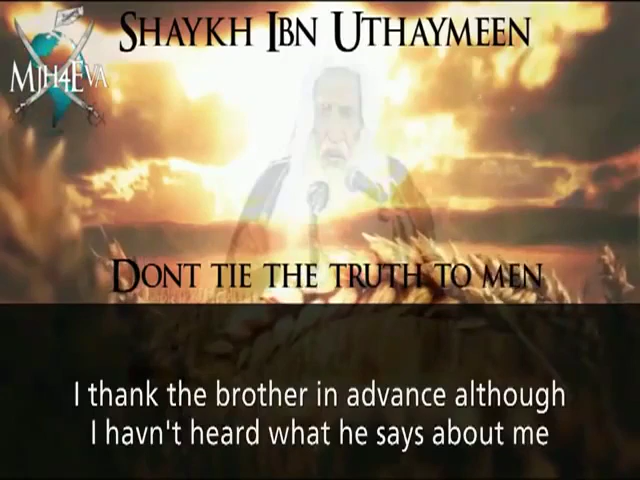 SHAYKH IBN UTHAYMEEN
MJH4EVA
DONT TIE THE TRUTH TO MEN
I thank the brother in advance although
I havn't heard what he says about me